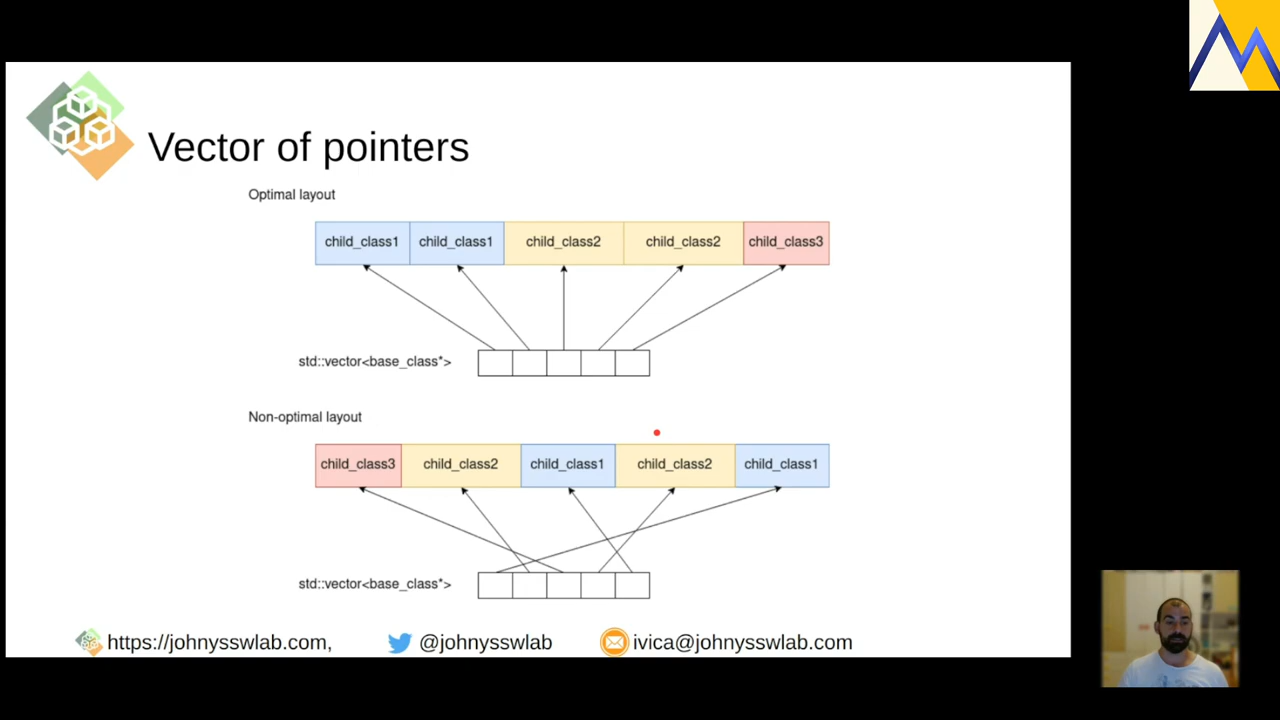 Vector of pointers
Optimal layout
child_class1 child_class1 child_class2 child_class2 child_class3
std::vector<base_class*>
Non-optimal layout
child_class3 child_class2 child_class1 child_class2 child_class1
std::vector<base_class*>
https://johnysswlab.com, @johnysswlab ivica@johnysswlab.com